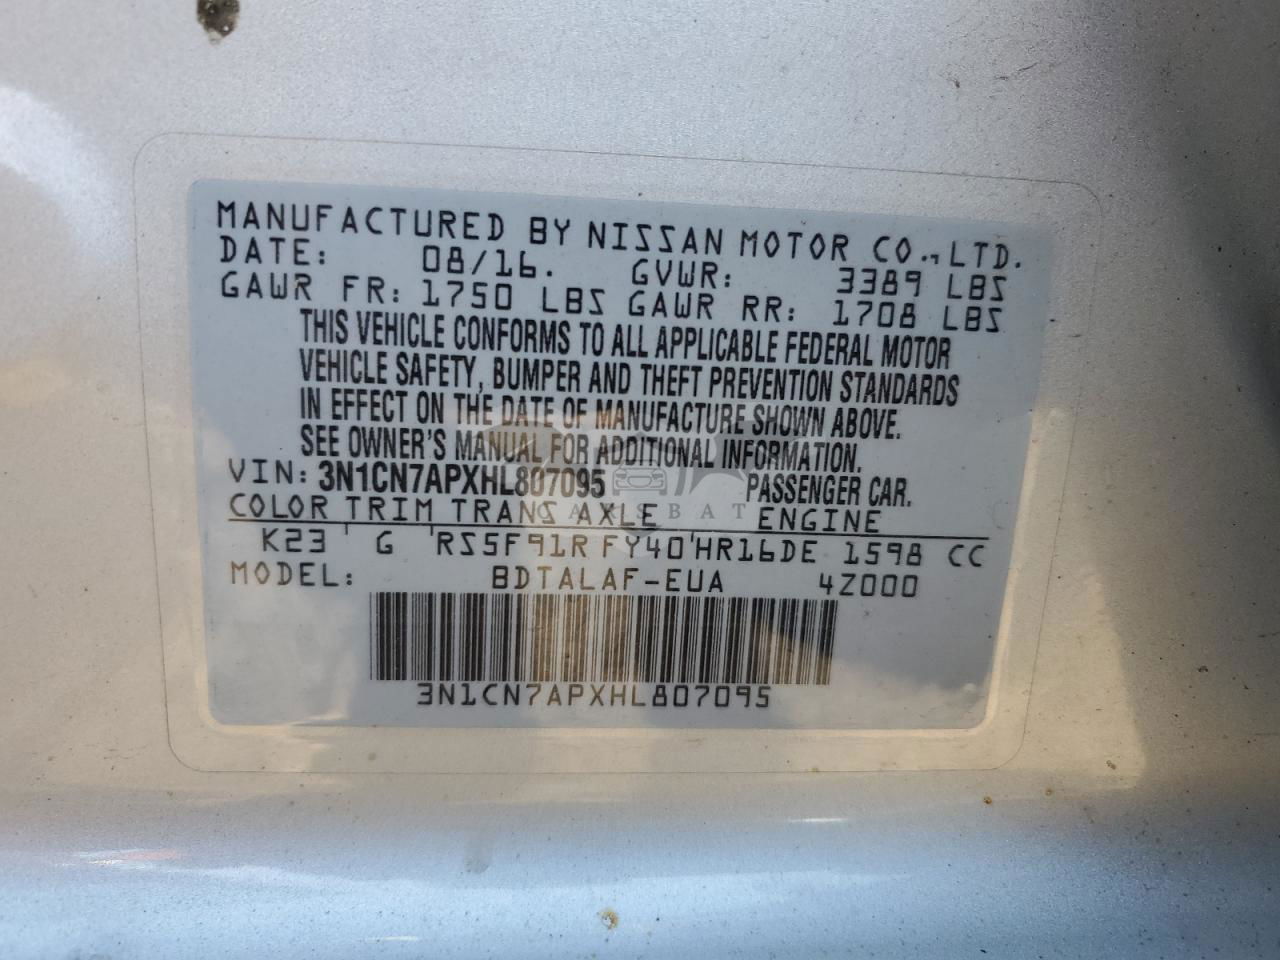 MANUFACTURED BY NISSAN MOTOR CO.,LTD.
DATE: 08/16. GVWR: 3389 LBS
GAWR FR: 1750 LBS GAWR RR: 1708 LBS
THIS VEHICLE CONFORMS TO ALL APPLICABLE FEDERAL MOTOR
VEHICLE SAFETY, BUMPER AND THEFT PREVENTION STANDARDS
IN EFFECT ON THE DATE OF MANUFACTURE SHOWN ABOVE.
SEE OWNER'S MANUAL FOR ADDITIONAL INFORMATION.
VIN: 3N1CN7APXHL807095 PASSENGER CAR.
COLOR TRIM TRANS AXLE ENGINE
K23 ' G 'RS5F91R FY40'HR16DE 1598 CC
MODEL: BDTALAF-EUA 4Z000
3N1CN7APXHL807095
CARSBAT